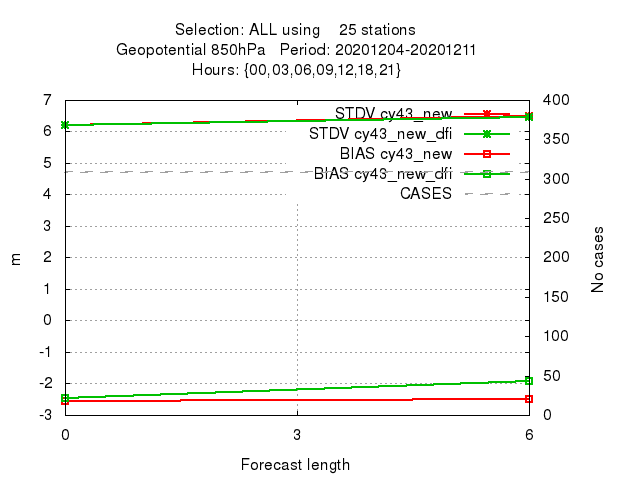 Selection: ALL using 25 stations
Geopotential 850hPa Period: 20201204-20201211
Hours: {00,03,06,09,12,18,21}
7 400
STDV cy43_new
6 350
STDV cy43_new_dfi
BIAS cy43_new
5 300
BIAS cy43_new_dfi
4 CASES
3 250
2 200
m No cases
1 150
0
-1 100
-2 50
-3 0
0 3 6
Forecast length